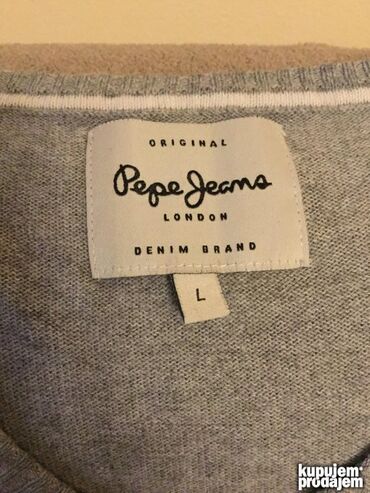 ORIGINAL
Pepe Jeans
LONDON
DENIM BRAND
L
kupujem
prodajem